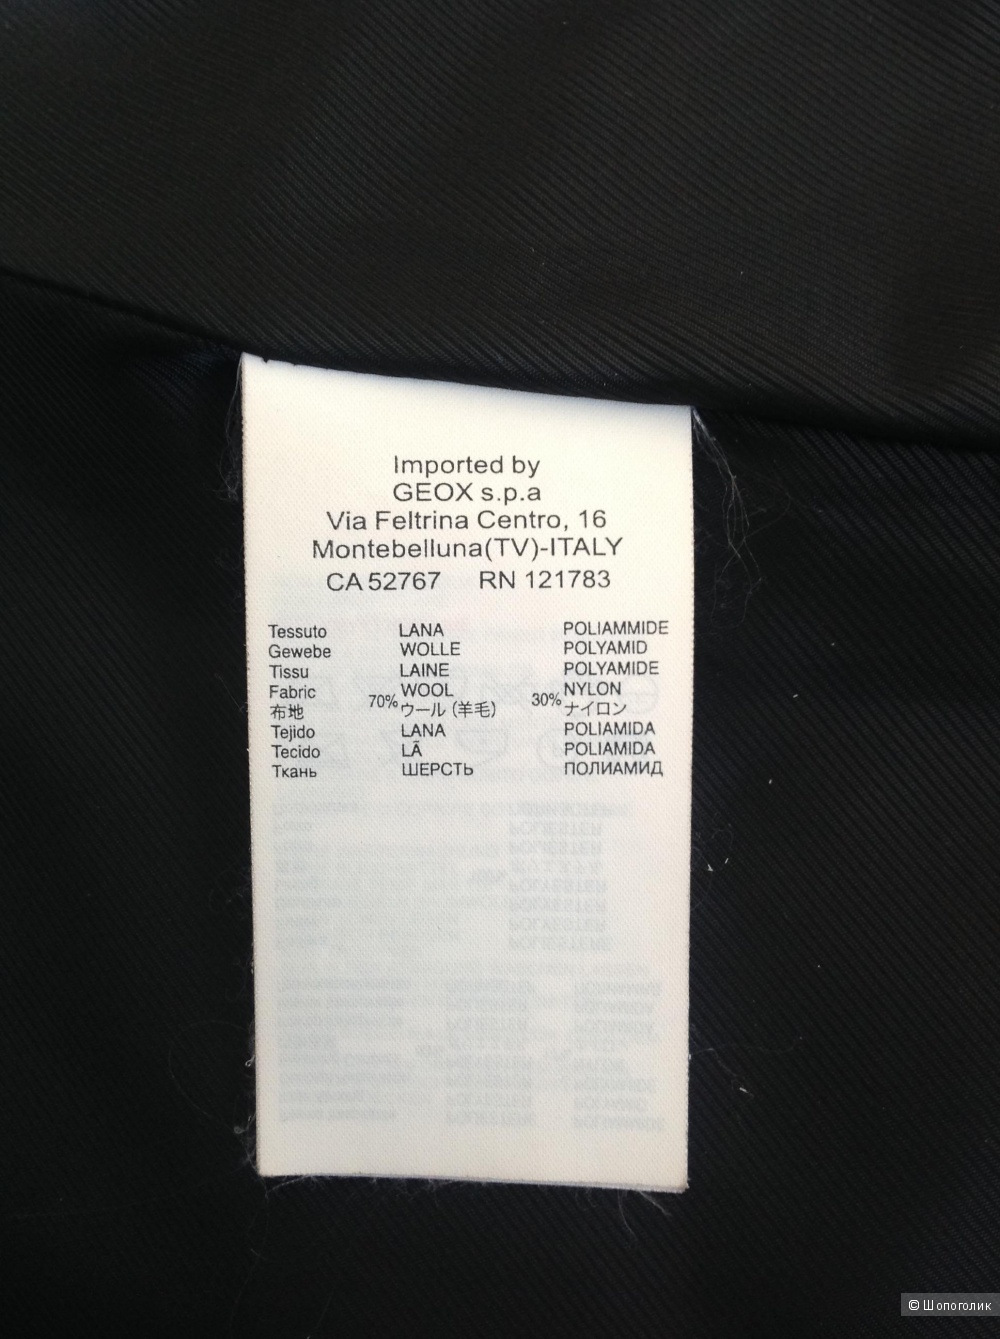 Imported by
GEOX s.p.a
Via Feltrina Centro, 16
Montebelluna(TV)-ITALY
CA 52767 RN 121783
Tessuto LANA POLIAMMIDE
Gewebe WOLLE POLYAMID
Tissu LAINE POLYAMIDE
Fabric 70% WOOL 30% NYLON
布地 ウール (羊毛) ナイロン
Tejido LANA POLIAMIDA
Tecido LÃ POLIAMIDA
Ткань ШЕРСТЬ ПОЛИАМИД
© Шопоголик